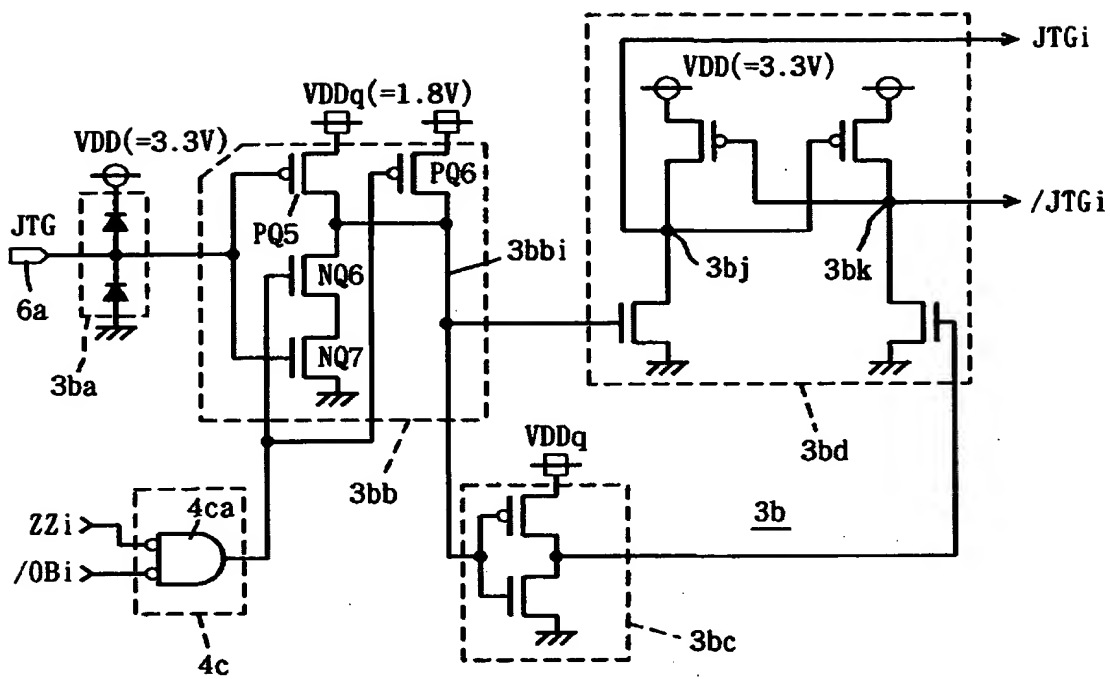 JTGi
VDD(=3.3V)
VDDq(=1.8V)
VDD(=3.3V)
PQ6
JTG
PQ5
/JTGi
3bbi
NQ6
3bj
3bk
6a
NQ7
3ba
VDDq
3bd
3bb
4ca
ZZi
3b
/OBi
3bc
4c